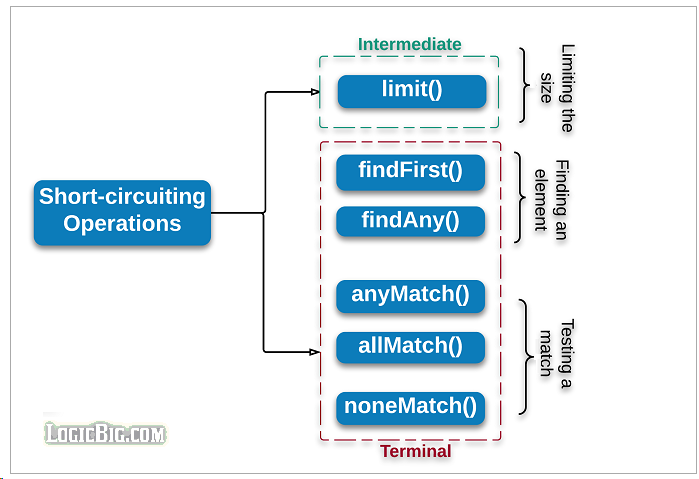 Intermediate
limit()
Limiting the
size
Short-circuiting
Operations
findFirst()
findAny()
Finding an
element
anyMatch()
allMatch()
noneMatch()
Testing a
match
Terminal
LogicBig.com